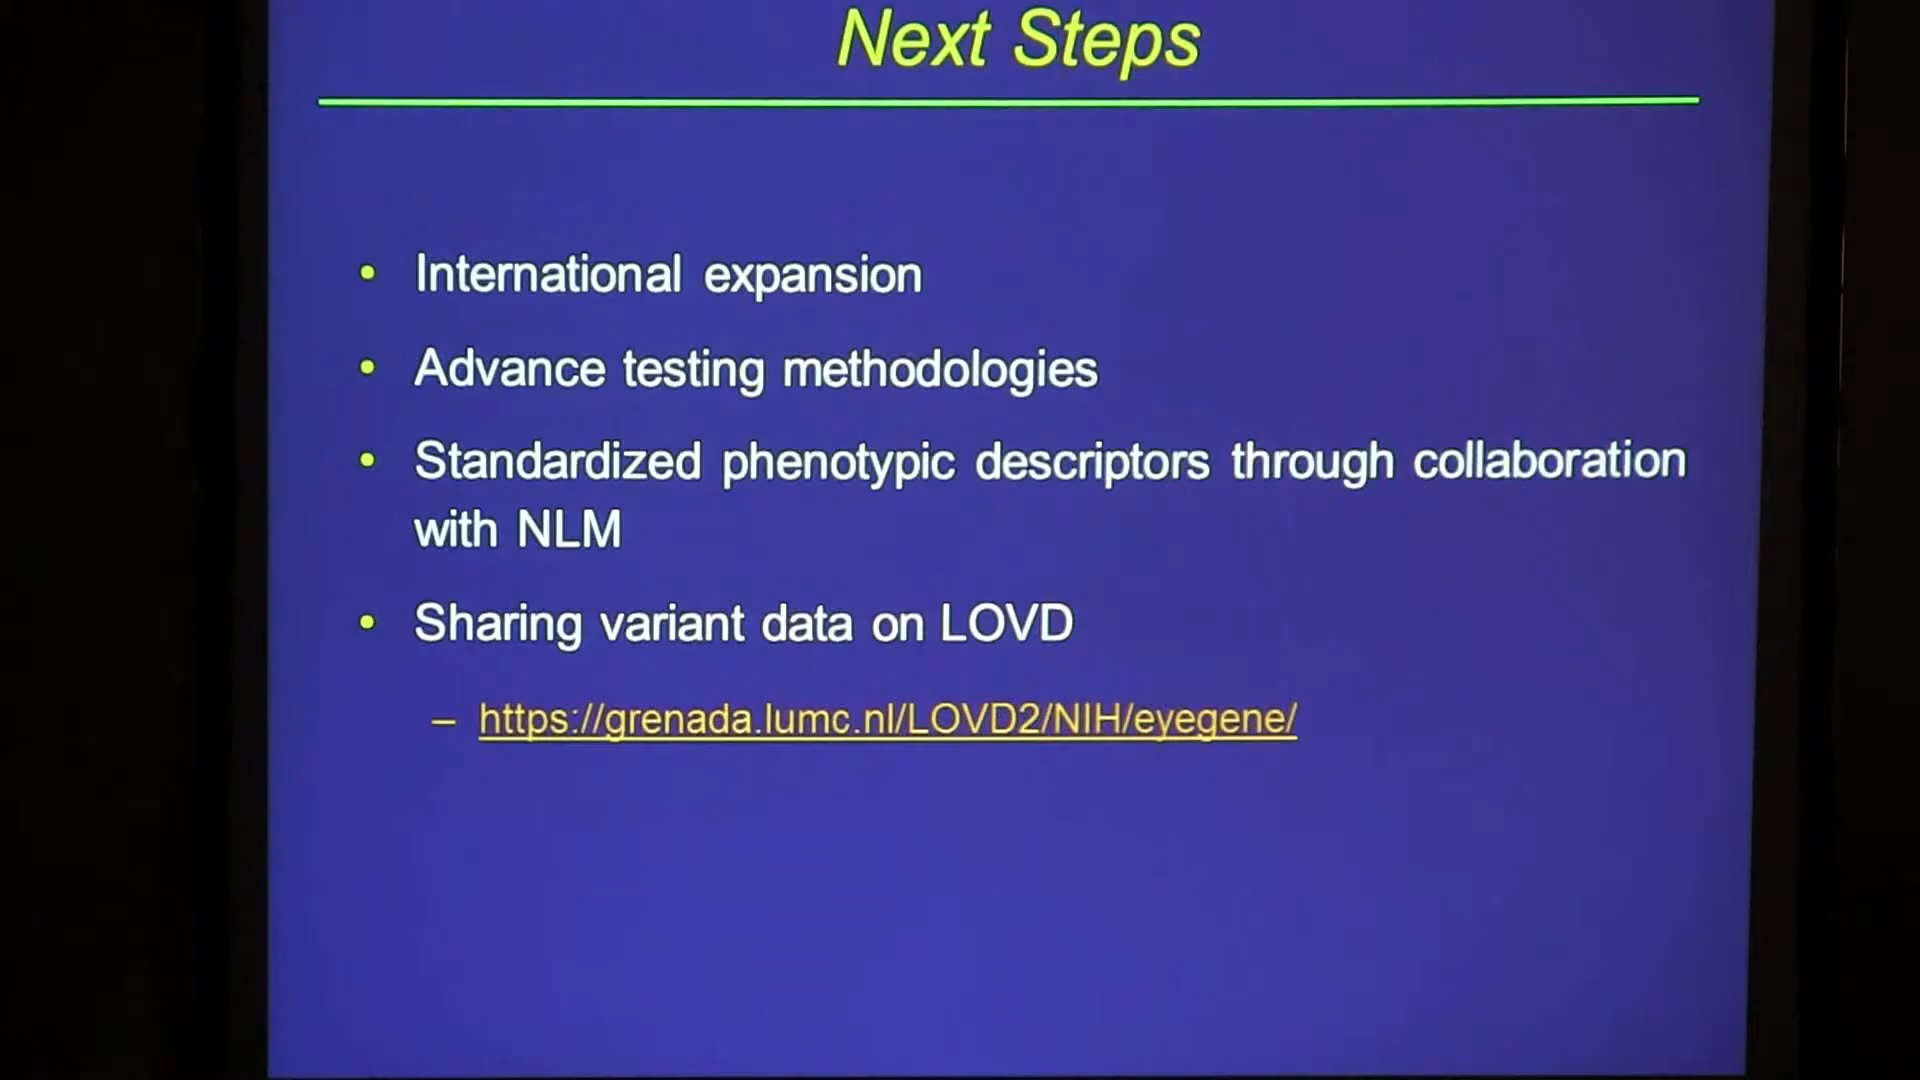 Next Steps
• International expansion
• Advance testing methodologies
• Standardized phenotypic descriptors through collaboration
with NLM
• Sharing variant data on LOVD
– https://grenada.lumc.nl/LOVD2/NIH/eyegene/